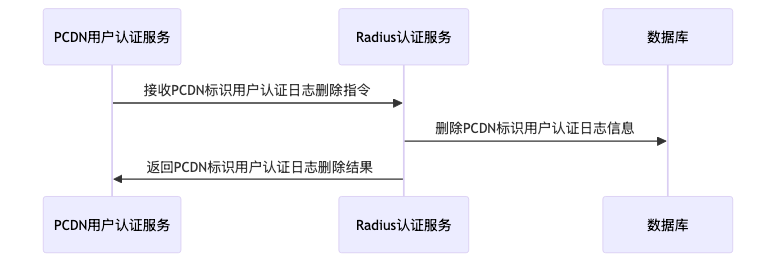 PCDN用户认证服务
Radius认证服务
数据库
接收PCDN标识用户认证日志删除指令
删除PCDN标识用户认证日志信息
返回PCDN标识用户认证日志删除结果
PCDN用户认证服务
Radius认证服务
数据库